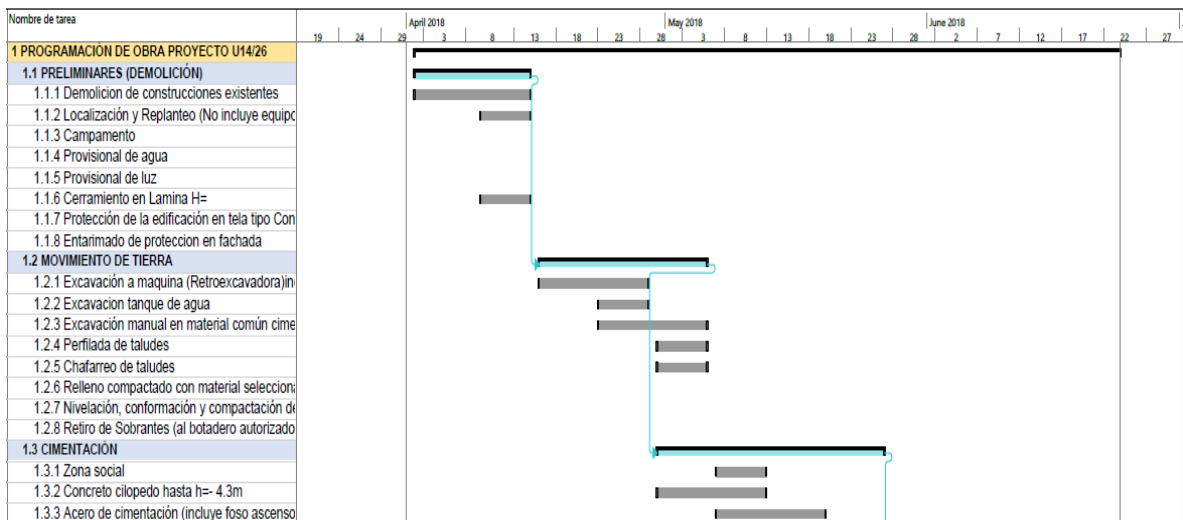 Nombre de tarea
April 2018 May 2018 June 2018
19 24 29 3 8 13 18 23 28 3 8 13 18 23 28 2 7 12 17 22 27
1 PROGRAMACIÓN DE OBRA PROYECTO U14/26
1.1 PRELIMINARES (DEMOLICIÓN)
1.1.1 Demolicion de construcciones existentes
1.1.2 Localización y Replanteo (No incluye equipo
1.1.3 Campamento
1.1.4 Provisional de agua
1.1.5 Provisional de luz
1.1.6 Cerramiento en Lamina H=
1.1.7 Protección de la edificación en tela tipo Con
1.1.8 Entarimado de proteccion en fachada
1.2 MOVIMIENTO DE TIERRA
1.2.1 Excavación a maquina (Retroexcavadora)in
1.2.2 Excavacion tanque de agua
1.2.3 Excavación manual en material común cime
1.2.4 Perfilada de taludes
1.2.5 Chafarreo de taludes
1.2.6 Relleno compactado con material selecciona
1.2.7 Nivelación, conformación y compactación de
1.2.8 Retiro de Sobrantes (al botadero autorizado
1.3 CIMENTACIÓN
1.3.1 Zona social
1.3.2 Concreto cilopedo hasta h=- 4.3m
1.3.3 Acero de cimentación (incluye foso ascenso